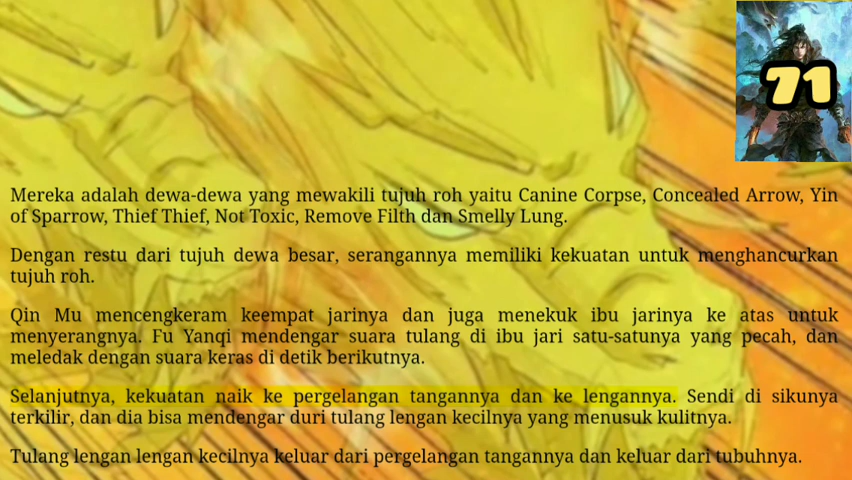 71
Mereka adalah dewa-dewa yang mewakili tujuh roh yaitu Canine Corpse, Concealed Arrow, Yin
of Sparrow, Thief Thief, Not Toxic, Remove Filth dan Smelly Lung.
Dengan restu dari tujuh dewa besar, serangannya memiliki kekuatan untuk menghancurkan
tujuh roh.
Qin Mu mencengkeram keempat jarinya dan juga menekuk ibu jarinya ke atas untuk
menyerangnya. Fu Yanqi mendengar suara tulang di ibu jari satu-satunya yang pecah, dan
meledak dengan suara keras di detik berikutnya.
Selanjutnya, kekuatan naik ke pergelangan tangannya dan ke lengannya. Sendi di sikunya
terkilir, dan dia bisa mendengar duri tulang lengan kecilnya yang menusuk kulitnya.
Tulang lengan lengan kecilnya keluar dari pergelangan tangannya dan keluar dari tubuhnya.